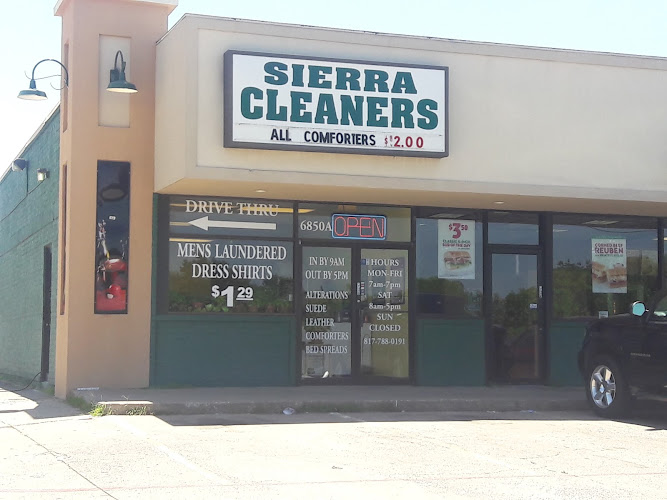 SIERRA
CLEANERS
ALL COMFORTERS $12.00
DRIVE THRU
6850A
OPEN
MENS LAUNDERED
DRESS SHIRTS
$1.29
IN BY 9AM
OUT BY 5PM
ALTERATIONS
SUEDE
LEATHER
COMFORTERS
BED SPREADS
HOURS
MON-FRI
7am-7pm
SAT
8am-5pm
SUN
CLOSED
817-788-0191
$3.50
REUBEN